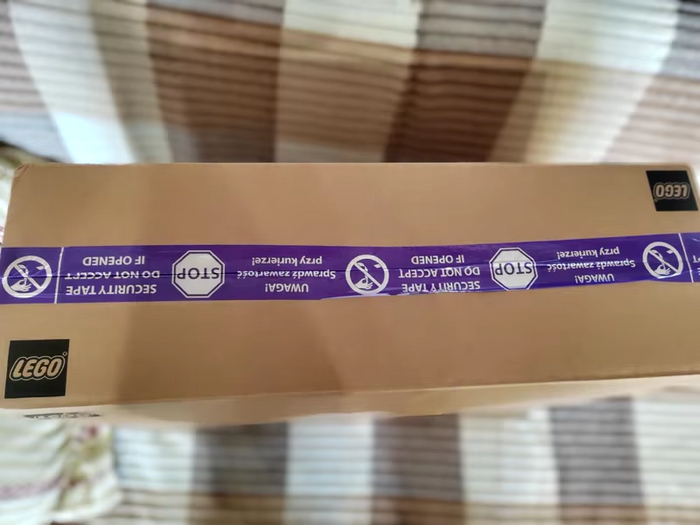 LEGO
SECURITY TAPE
DO NOT ACCEPT
IF OPENED
STOP
UWAGA!
Sprawdź zawartość
przy kurierze!
SECURITY TAPE
DO NOT ACCEPT
IF OPENED
STOP
UWAGA!
Sprawdź zawartość
przy kurierze!
LEGO